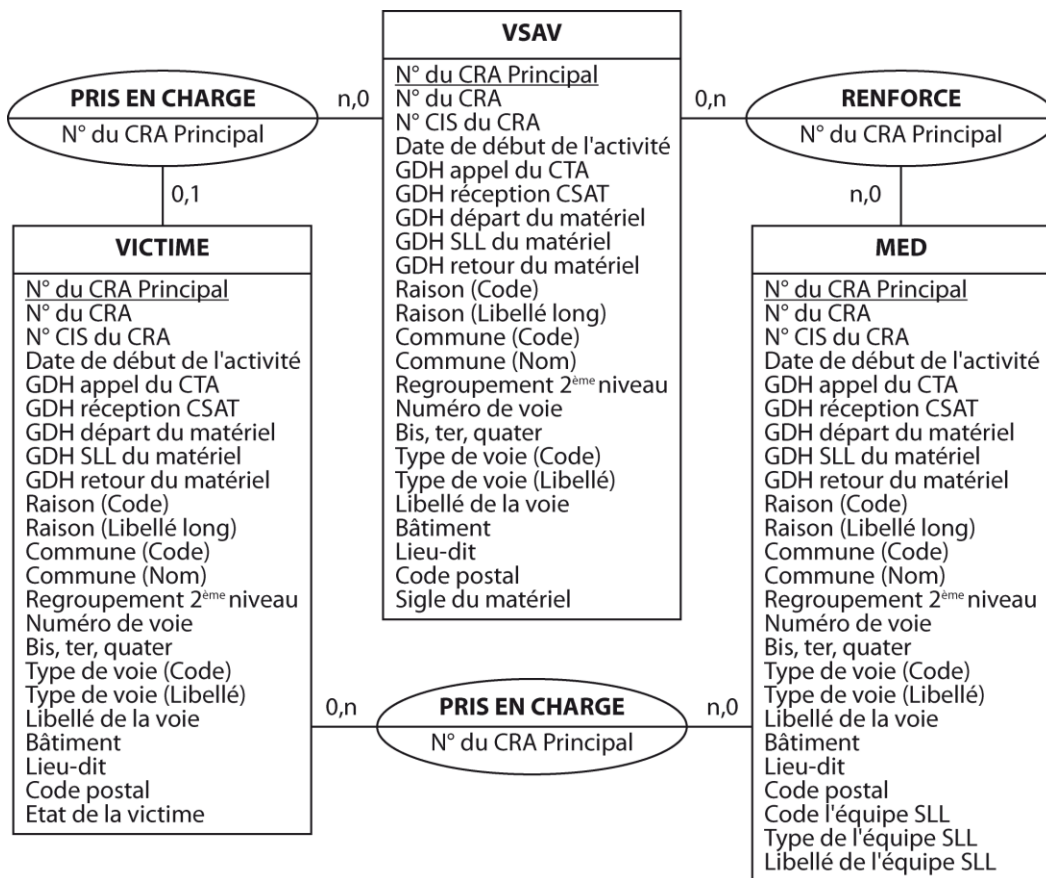 VSAV
N° du CRA Principal
N° du CRA
N° CIS du CRA
Date de début de l'activité
GDH appel du CTA
GDH réception CSAT
GDH départ du matériel
GDH SLL du matériel
GDH retour du matériel
Raison (Code)
Raison (Libellé long)
Commune (Code)
Commune (Nom)
Regroupement 2ème niveau
Numéro de voie
Bis, ter, quater
Type de voie (Code)
Type de voie (Libellé)
Libellé de la voie
Bâtiment
Lieu-dit
Code postal
Sigle du matériel
PRIS EN CHARGE
N° du CRA Principal
n,0
0,1
0,n
RENFORCE
N° du CRA Principal
n,0
VICTIME
N° du CRA Principal
N° du CRA
N° CIS du CRA
Date de début de l'activité
GDH appel du CTA
GDH réception CSAT
GDH départ du matériel
GDH SLL du matériel
GDH retour du matériel
Raison (Code)
Raison (Libellé long)
Commune (Code)
Commune (Nom)
Regroupement 2ème niveau
Numéro de voie
Bis, ter, quater
Type de voie (Code)
Type de voie (Libellé)
Libellé de la voie
Bâtiment
Lieu-dit
Code postal
Etat de la victime
MED
N° du CRA Principal
N° du CRA
N° CIS du CRA
Date de début de l'activité
GDH appel du CTA
GDH réception CSAT
GDH départ du matériel
GDH SLL du matériel
GDH retour du matériel
Raison (Code)
Raison (Libellé long)
Commune (Code)
Commune (Nom)
Regroupement 2ème niveau
Numéro de voie
Bis, ter, quater
Type de voie (Code)
Type de voie (Libellé)
Libellé de la voie
Bâtiment
Lieu-dit
Code postal
Code l'équipe SLL
Type de l'équipe SLL
Libellé de l'équipe SLL
0,n
PRIS EN CHARGE
N° du CRA Principal
n,0